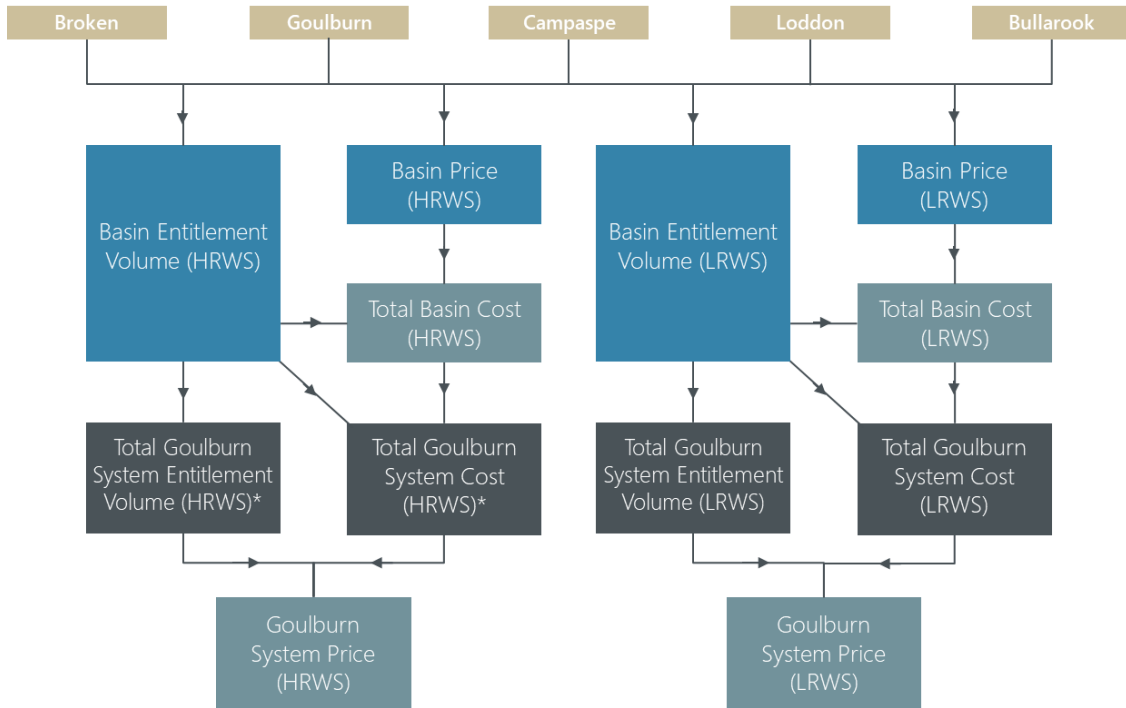 Broken
Goulburn
Campaspe
Loddon
Bullarook
Basin Entitlement
Volume (HRWS)
Basin Price
(HRWS)
Basin Entitlement
Volume (LRWS)
Basin Price
(LRWS)
Total Basin Cost
(HRWS)
Total Basin Cost
(LRWS)
Total Goulburn
System Entitlement
Volume (HRWS)*
Total Goulburn
System Cost
(HRWS)*
Total Goulburn
System Entitlement
Volume (LRWS)
Total Goulburn
System Cost
(LRWS)
Goulburn
System Price
(HRWS)
Goulburn
System Price
(LRWS)